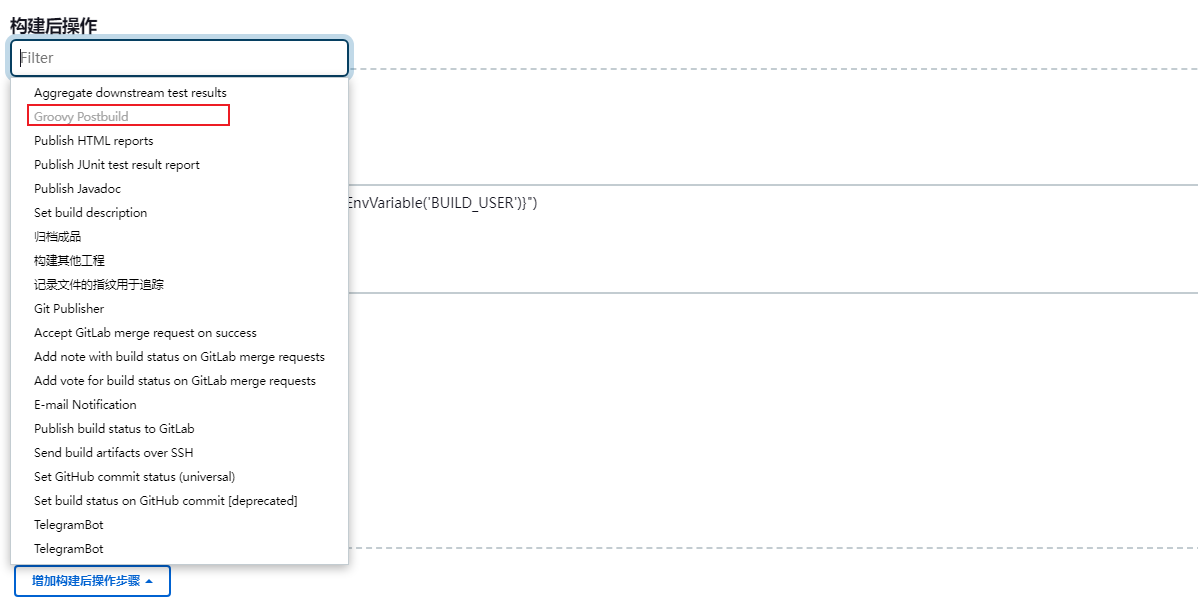 构建后操作
Filter
Aggregate downstream test results
Groovy Postbuild
Publish HTML reports
Publish JUnit test result report
Publish Javadoc
Set build description
EnvVariable('BUILD_USER')}")
归档成品
构建其他工程
记录文件的指纹用于追踪
Git Publisher
Accept GitLab merge request on success
Add note with build status on GitLab merge requests
Add vote for build status on GitLab merge requests
E-mail Notification
Publish build status to GitLab
Send build artifacts over SSH
Set GitHub commit status (universal)
Set build status on GitHub commit [deprecated]
TelegramBot
TelegramBot
增加构建后操作步骤